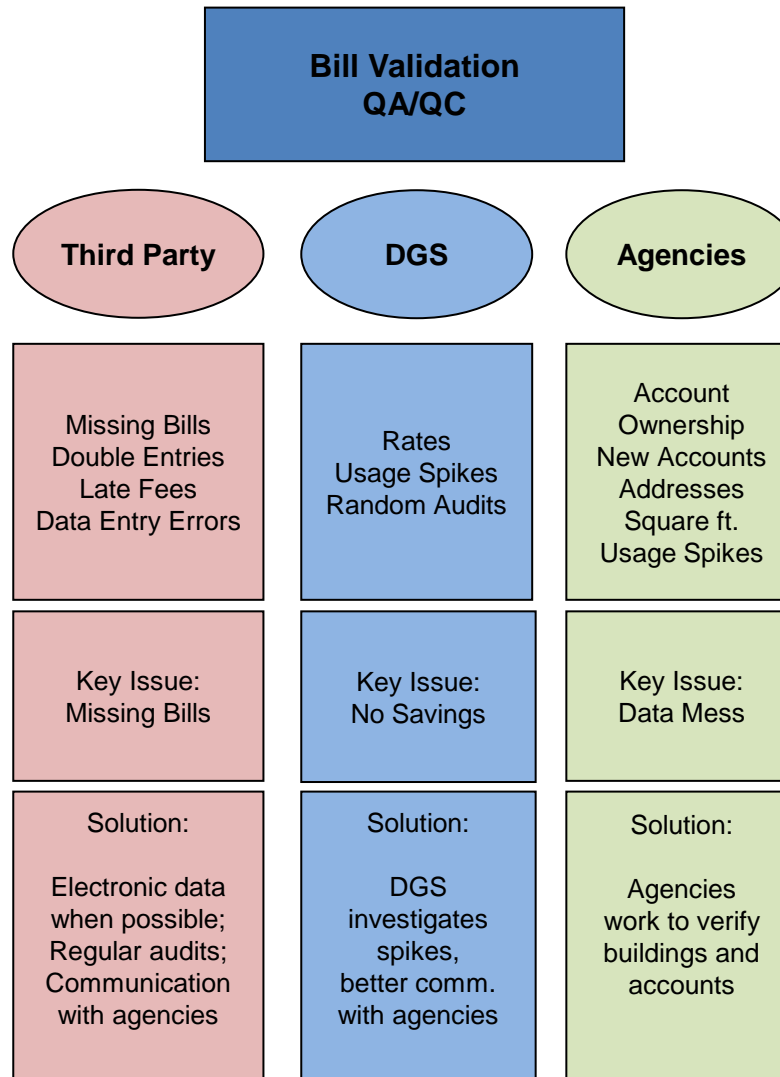 Bill Validation
QA/QC
Third Party
DGS
Agencies
Missing Bills
Double Entries
Late Fees
Data Entry Errors
Rates
Usage Spikes
Random Audits
Account
Ownership
New Accounts
Addresses
Square ft.
Usage Spikes
Key Issue:
Missing Bills
Key Issue:
No Savings
Key Issue:
Data Mess
Solution:
Electronic data
when possible;
Regular audits;
Communication
with agencies
Solution:
DGS
investigates
spikes,
better comm.
with agencies
Solution:
Agencies
work to verify
buildings and
accounts